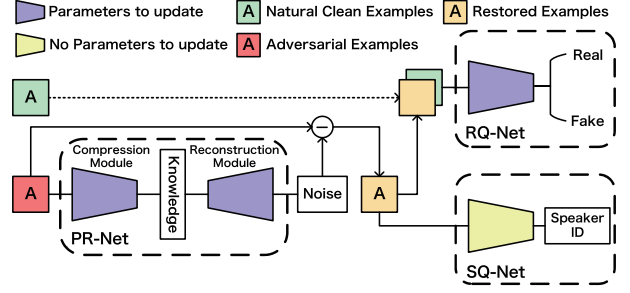 Parameters to update
A Natural Clean Examples
A Restored Examples
No Parameters to update
A Adversarial Examples
A
Real
Fake
RQ-Net
Compression
Module
Knowledge
Reconstruction
Module
−
A
Noise
A
PR-Net
Speaker
ID
SQ-Net